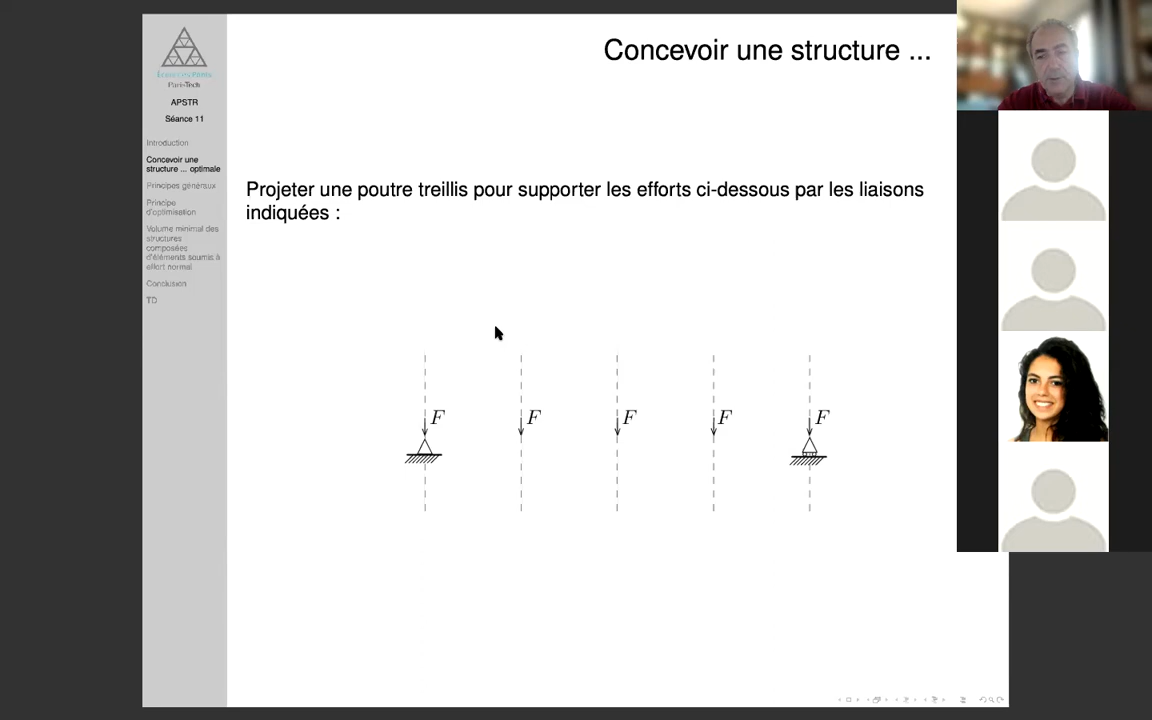 Concevoir une structure ...
École des Ponts
ParisTech
APSTR
Séance 11
Introduction
Concevoir une
structure ... optimale
Principes généraux
Principe
d'optimisation
Volume minimal des
structures
composées
d'éléments soumis à
effort normal
Conclusion
TD
Projeter une poutre treillis pour supporter les efforts ci-dessous par les liaisons
indiquées :
F F F F F